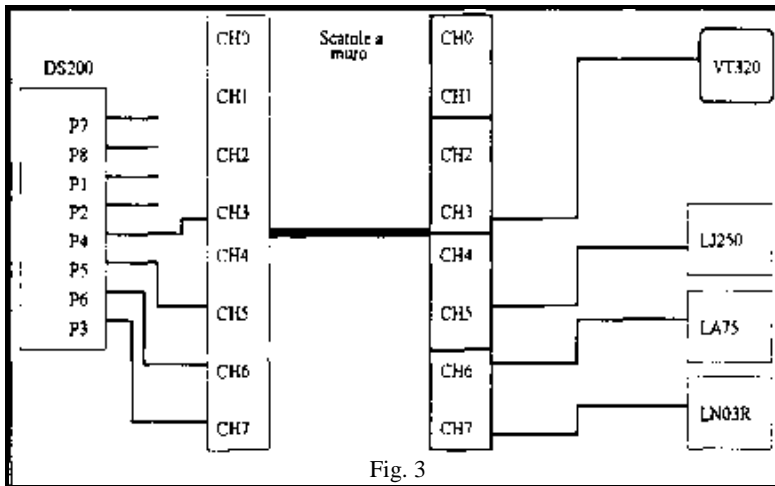 DS200
P7
P8
P1
P2
P4
P5
P6
P3
CH0
CH1
CH2
CH3
CH4
CH5
CH6
CH7
Scatole a
muro
CH0
CH1
CH2
CH3
CH4
CH5
CH6
CH7
VT320
LJ250
LA75
LN03R
Fig. 3